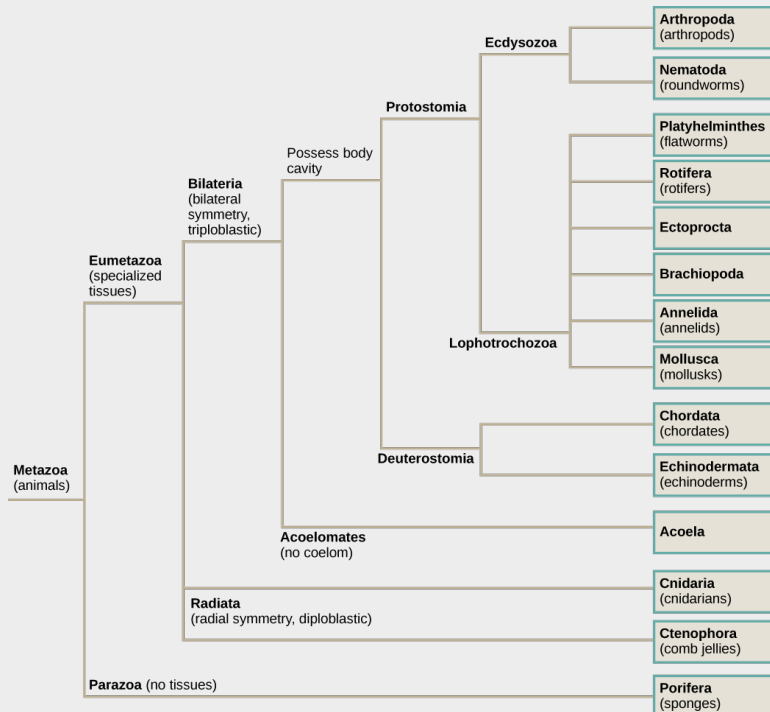 Arthropoda
(arthropods)
Ecdysozoa
Nematoda
(roundworms)
Protostomia
Platyhelminthes
(flatworms)
Possess body
cavity
Rotifera
(rotifers)
Bilateria
(bilateral
symmetry,
triploblastic)
Ectoprocta
Eumetazoa
(specialized
tissues)
Brachiopoda
Annelida
(annelids)
Lophotrochozoa
Mollusca
(mollusks)
Chordata
(chordates)
Deuterostomia
Metazoa
(animals)
Echinodermata
(echinoderms)
Acoelomates
(no coelom)
Acoela
Cnidaria
(cnidarians)
Radiata
(radial symmetry, diploblastic)
Ctenophora
(comb jellies)
Parazoa (no tissues)
Porifera
(sponges)